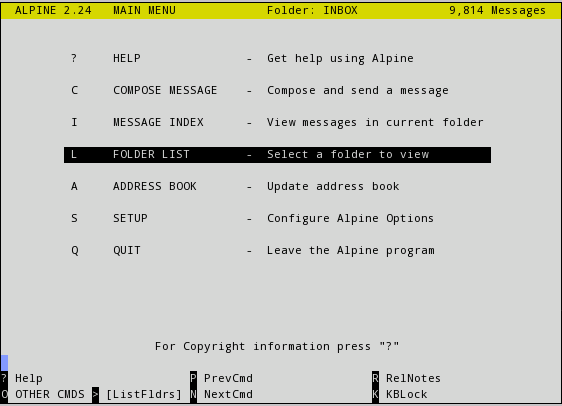 ALPINE 2.24 MAIN MENU Folder: INBOX 9,814 Messages
? HELP - Get help using Alpine
C COMPOSE MESSAGE - Compose and send a message
I MESSAGE INDEX - View messages in current folder
L FOLDER LIST - Select a folder to view
A ADDRESS BOOK - Update address book
S SETUP - Configure Alpine Options
Q QUIT - Leave the Alpine program
For Copyright information press "?"
? Help P PrevCmd R RelNotes
O OTHER CMDS > [ListFldrs] N NextCmd K KBLock